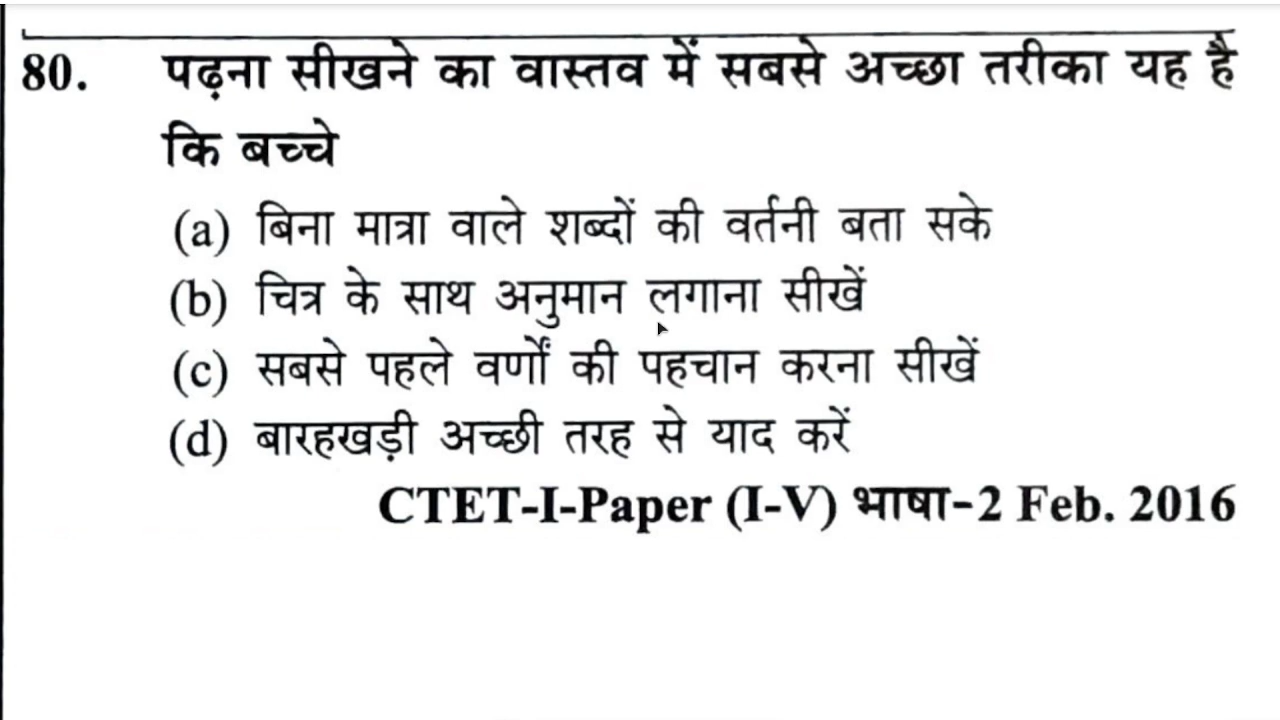 80. पढ़ना सीखने का वास्तव में सबसे अच्छा तरीका यह है
कि बच्चे
(a) बिना मात्रा वाले शब्दों की वर्तनी बता सके
(b) चित्र के साथ अनुमान लगाना सीखें
(c) सबसे पहले वर्णों की पहचान करना सीखें
(d) बारहखड़ी अच्छी तरह से याद करें
CTET-I-Paper (I-V) भाषा-2 Feb. 2016